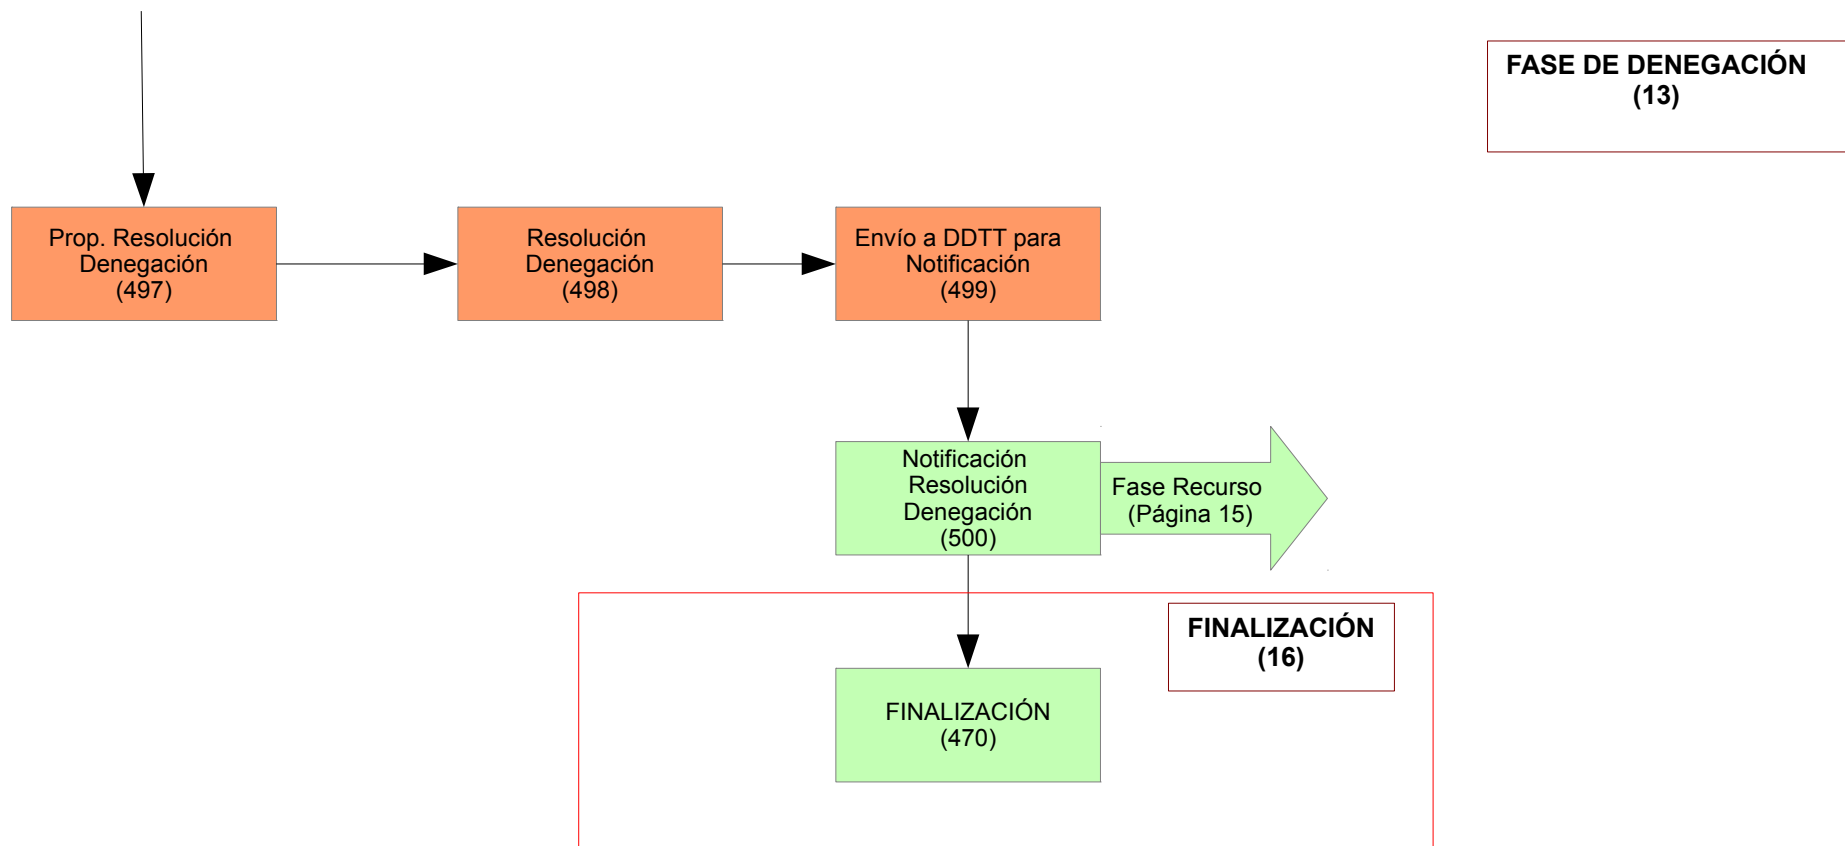 FASE DE DENEGACIÓN
(13)
Prop. Resolución
Denegación
(497)
Resolución
Denegación
(498)
Envío a DDTT para
Notificación
(499)
Notificación
Resolución
Denegación
(500)
Fase Recurso
(Página 15)
FINALIZACIÓN
(16)
FINALIZACIÓN
(470)